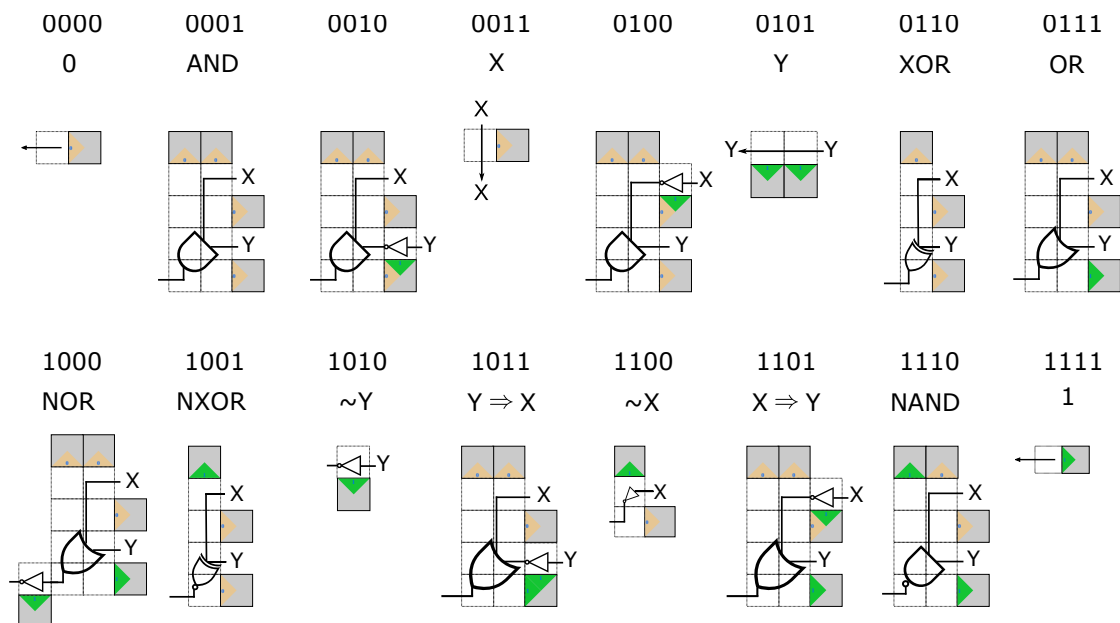 0000 0001 0010 0011 0100 0101 0110 0111
0 AND X Y XOR OR
X
X X X Y Y X X
X
Y Y Y Y Y
1000 1001 1010 1011 1100 1101 1110 1111
NOR NXOR ~Y Y ⇒ X ~X X ⇒ Y NAND 1
Y
X X X X X X
Y Y Y Y Y